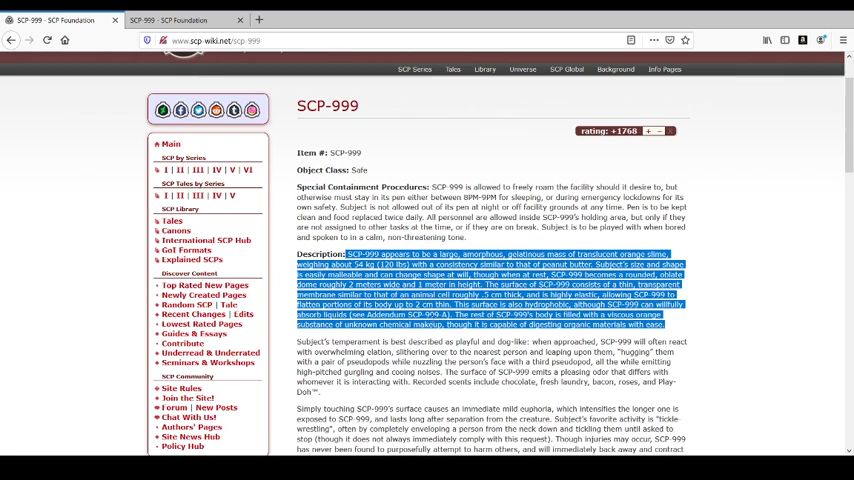 SCP-999 - SCP Foundation
SCP-999 - SCP Foundation
www.scp-wiki.net/scp-999
SCP Series Tales Library Universe SCP Global Background Info Pages
SCP-999
rating: +1768 + – x
Item #: SCP-999
Object Class: Safe
Special Containment Procedures: SCP-999 is allowed to freely roam the facility should it desire to, but
otherwise must stay in its pen either between 8PM-9PM for sleeping, or during emergency lockdowns for its
own safety. Subject is not allowed out of its pen at night or off facility grounds at any time. Pen is to be kept
clean and food replaced twice daily. All personnel are allowed inside SCP-999's holding area, but only if they
are not assigned to other tasks at the time, or if they are on break. Subject is to be played with when bored
and spoken to in a calm, non-threatening tone.
Description: SCP-999 appears to be a large, amorphous, gelatinous mass of translucent orange slime,
weighing about 54 kg (120 lbs) with a consistency similar to that of peanut butter. Subject's size and shape
is easily malleable and can change shape at will, though when at rest, SCP-999 becomes a rounded, oblate
dome roughly 2 meters wide and 1 meter in height. The surface of SCP-999 consists of a thin, transparent
membrane similar to that of an animal cell roughly .5 cm thick, and is highly elastic, allowing SCP-999 to
flatten portions of its body up to 2 cm thin. This surface is also hydrophobic, although SCP-999 can willfully
absorb liquids (see Addendum SCP-909-A). The rest of SCP-999's body is filled with a viscous orange
substance of unknown chemical makeup, though it is capable of digesting organic materials with ease.
Subject's temperament is best described as playful and dog-like: when approached, SCP-999 will often react
with overwhelming elation, slithering over to the nearest person and leaping upon them, "hugging" them
with a pair of pseudopods while nuzzling the person's face with a third pseudopod, all the while emitting
high-pitched gurgling and cooing noises. The surface of SCP-999 emits a pleasing odor that differs with
whomever it is interacting with. Recorded scents include chocolate, fresh laundry, bacon, roses, and Play-
Doh™.
Simply touching SCP-999's surface causes an immediate mild euphoria, which intensifies the longer one is
exposed to SCP-999, and lasts long after separation from the creature. Subject's favorite activity is "tickle-
wrestling", often by completely enveloping a person from the neck down and tickling them until asked to
stop (though it does not always immediately comply with this request). Though injuries may occur, SCP-999
has never been found to purposefully attempt to harm others, and will immediately back away and contract
Main
SCP by Series
I | II | III | IV | V | VI
SCP Tales by Series
I | II | III | IV | V
SCP Library
Tales
Canons
International SCP Hub
GoI Formats
Explained SCPs
Discover Content
Top Rated New Pages
Newly Created Pages
Recent Changes | Edits
Random SCP | Tale
Lowest Rated Pages
Guides & Essays
Contribute
Underread & Underrated
Seminars & Workshops
SCP Community
Site Rules
Join the Site!
Forum | New Posts
Chat With Us!
Authors' Pages
Site News Hub
Policy Hub